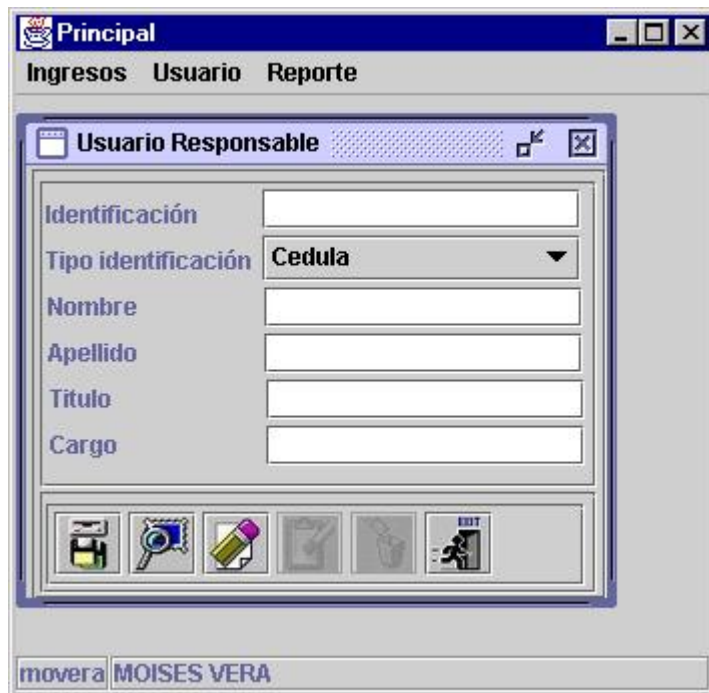 Principal
Ingresos Usuario Reporte
Usuario Responsable
Identificación
Tipo identificación Cedula
Nombre
Apellido
Titulo
Cargo
EXIT
movera MOISES VERA